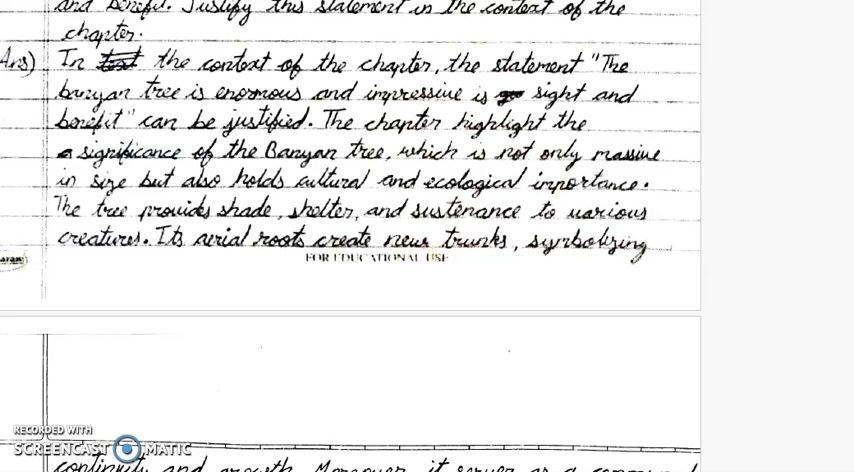 and benefit. Justify this statement in the context of the
chapter.
Ans) In the context of the chapter, the statement "The
banyan tree is enormous and impressive is sight and
benefit" can be justified. The chapter highlight the
significance of the Banyan tree, which is not only massive
in size but also holds cultural and ecological importance.
The tree provides shade, shelter, and sustenance to various
creatures. Its aerial roots create new trunks, symbolizing
FOR EDUCATIONAL USE
RECORDED WITH
SCREENCAST MATIC
continuity and growth. Moreover, it serves as a communal